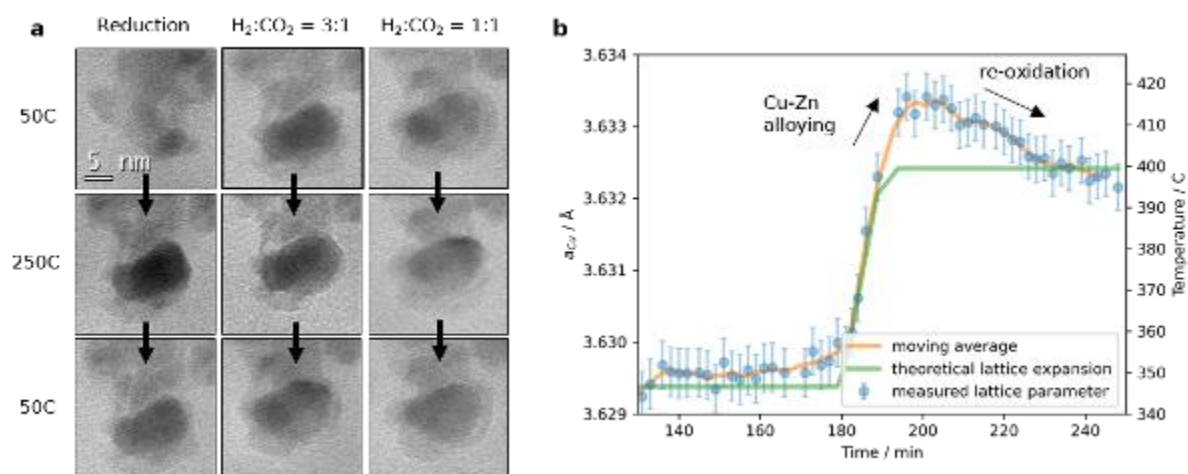 a
Reduction
H₂:CO₂ = 3:1
H₂:CO₂ = 1:1
50C
5 nm
250C
50C
b
3.634
3.633
3.632
3.631
3.630
3.629
a_Cu / Å
Cu-Zn
alloying
re-oxidation
moving average
theoretical lattice expansion
measured lattice parameter
420
410
400
390
380
370
360
350
340
Temperature / C
140
160
180
200
220
240
Time / min